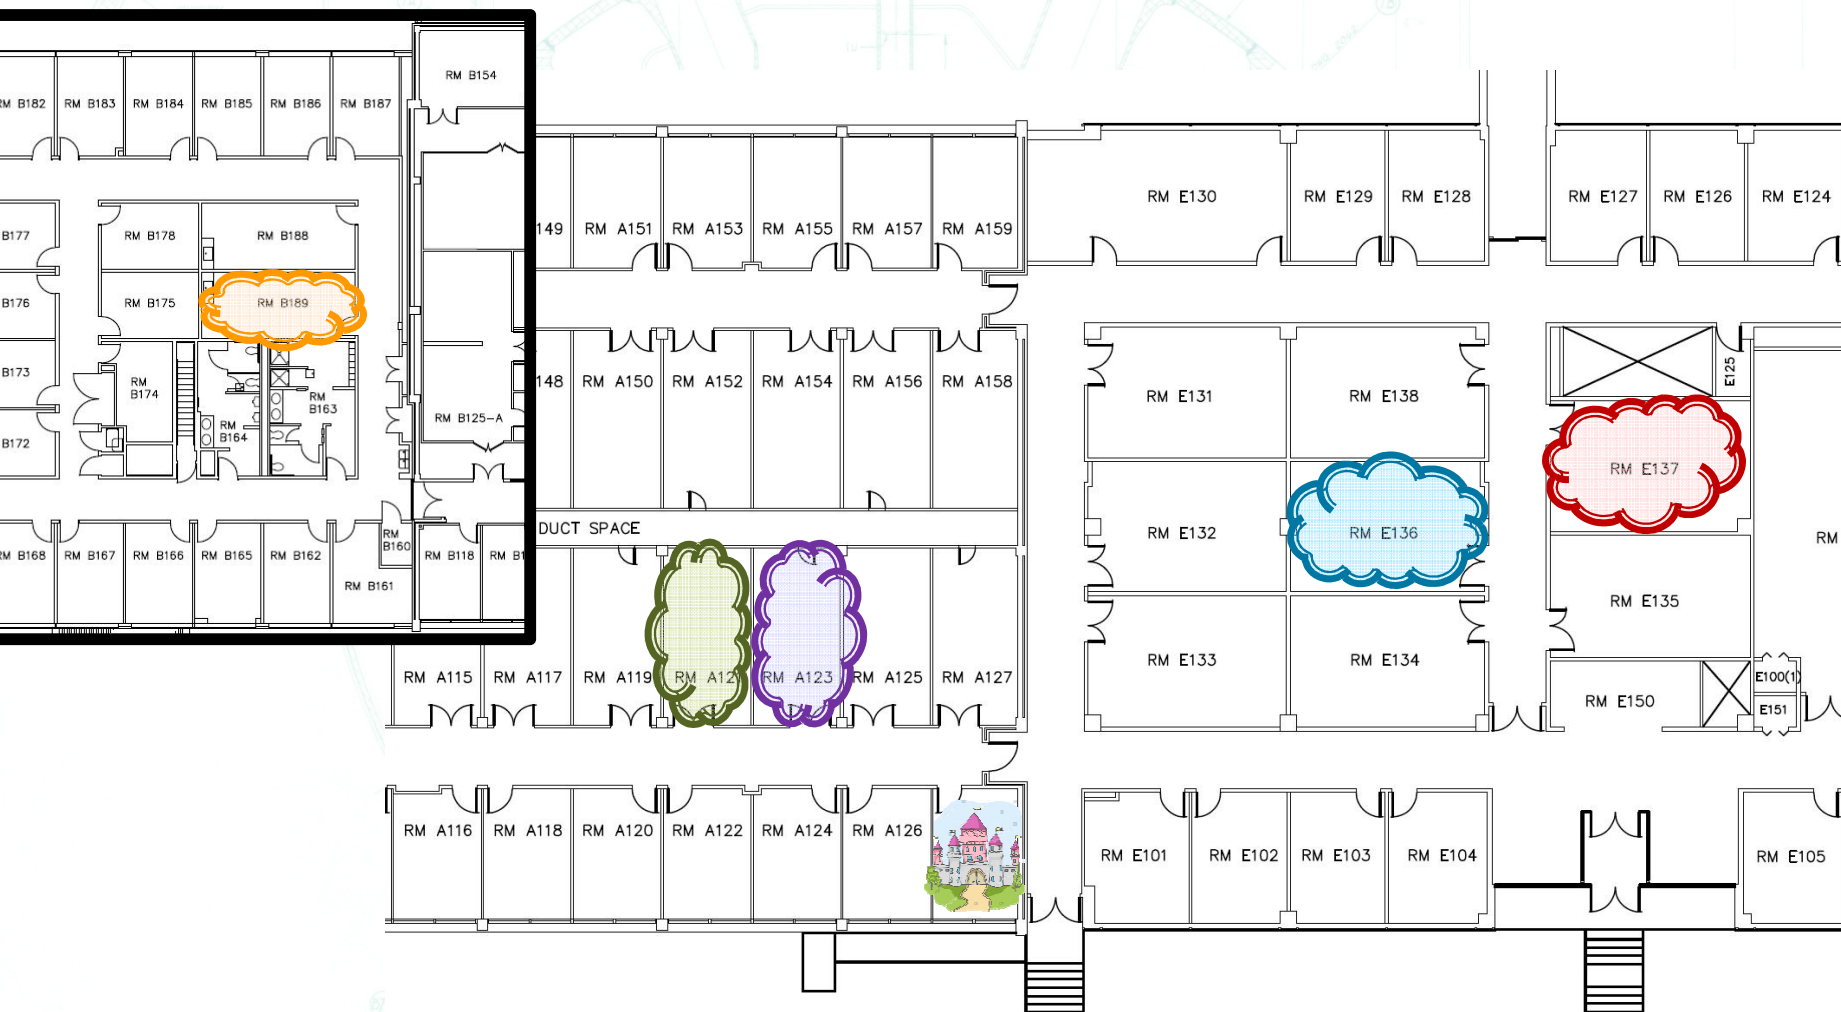 RM B154
RM B182
RM B183
RM B184
RM B185
RM B186
RM B187
B177
RM B178
RM B188
B176
RM B175
RM B189
B173
RM
B174
RM
B163
RM
B164
B172
RM B125-A
RM B168
RM B167
RM B166
RM B165
RM B162
RM
B160
RM B161
RM B118
149
RM A151
RM A153
RM A155
RM A157
RM A159
148
RM A150
RM A152
RM A154
RM A156
RM A158
DUCT SPACE
RM A115
RM A117
RM A119
RM A12
RM A123
RM A125
RM A127
RM A116
RM A118
RM A120
RM A122
RM A124
RM A126
RM E130
RM E129
RM E128
RM E127
RM E126
RM E124
RM E131
RM E138
E125
RM E137
RM E132
RM E136
RM
RM E133
RM E134
RM E135
RM E150
E100(1)
E151
RM E101
RM E102
RM E103
RM E104
RM E105